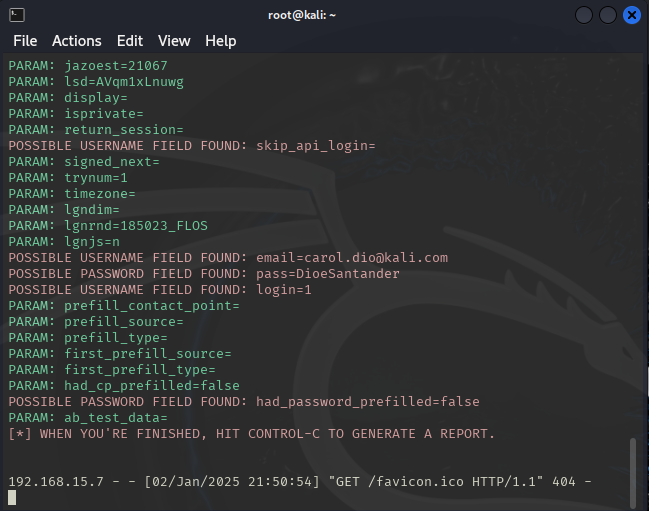 root@kali: ~
File Actions Edit View Help
PARAM: jazoest=21067
PARAM: lsd=AVqm1xLnuwg
PARAM: display=
PARAM: isprivate=
PARAM: return_session=
POSSIBLE USERNAME FIELD FOUND: skip_api_login=
PARAM: signed_next=
PARAM: trynum=1
PARAM: timezone=
PARAM: lgndim=
PARAM: lgnrnd=185023_FLOS
PARAM: lgnjs=n
POSSIBLE USERNAME FIELD FOUND: email=carol.dio@kali.com
POSSIBLE PASSWORD FIELD FOUND: pass=DioeSantander
POSSIBLE USERNAME FIELD FOUND: login=1
PARAM: prefill_contact_point=
PARAM: prefill_source=
PARAM: prefill_type=
PARAM: first_prefill_source=
PARAM: first_prefill_type=
PARAM: had_cp_prefilled=false
POSSIBLE PASSWORD FIELD FOUND: had_password_prefilled=false
PARAM: ab_test_data=
[*] WHEN YOU'RE FINISHED, HIT CONTROL-C TO GENERATE A REPORT.
192.168.15.7 - - [02/Jan/2025 21:50:54] "GET /favicon.ico HTTP/1.1" 404 -